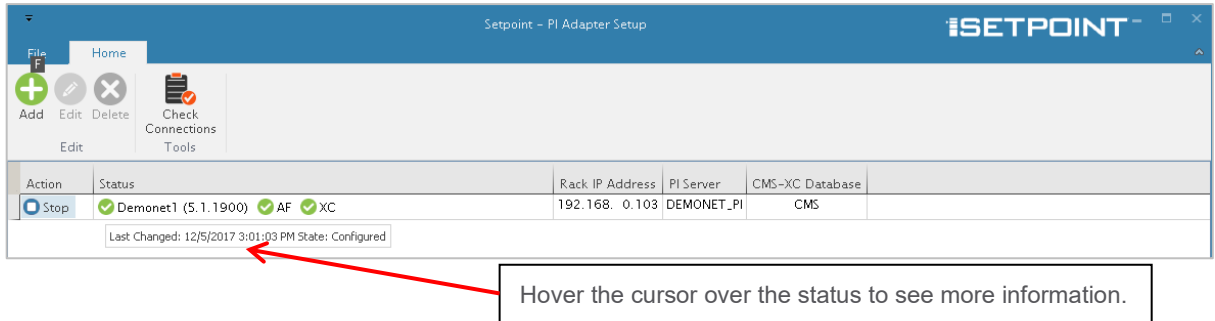 Setpoint – PI Adapter Setup
SETPOINT
File Home
F
Add Edit Delete Check Connections
Edit Tools
Action Status Rack IP Address PI Server CMS-XC Database
Stop Demonet1 (5.1.1900) AF XC 192.168. 0.103 DEMONET_PI CMS
Last Changed: 12/5/2017 3:01:03 PM State: Configured
Hover the cursor over the status to see more information.